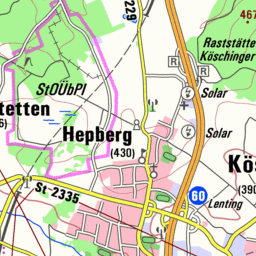 2229
467
Raststätte
Köschinger
R
R
StOÜbPl
Solar
tetten
6)
Hepberg
(430)
Solar
Kös
(390
St 2335
60
Lenting